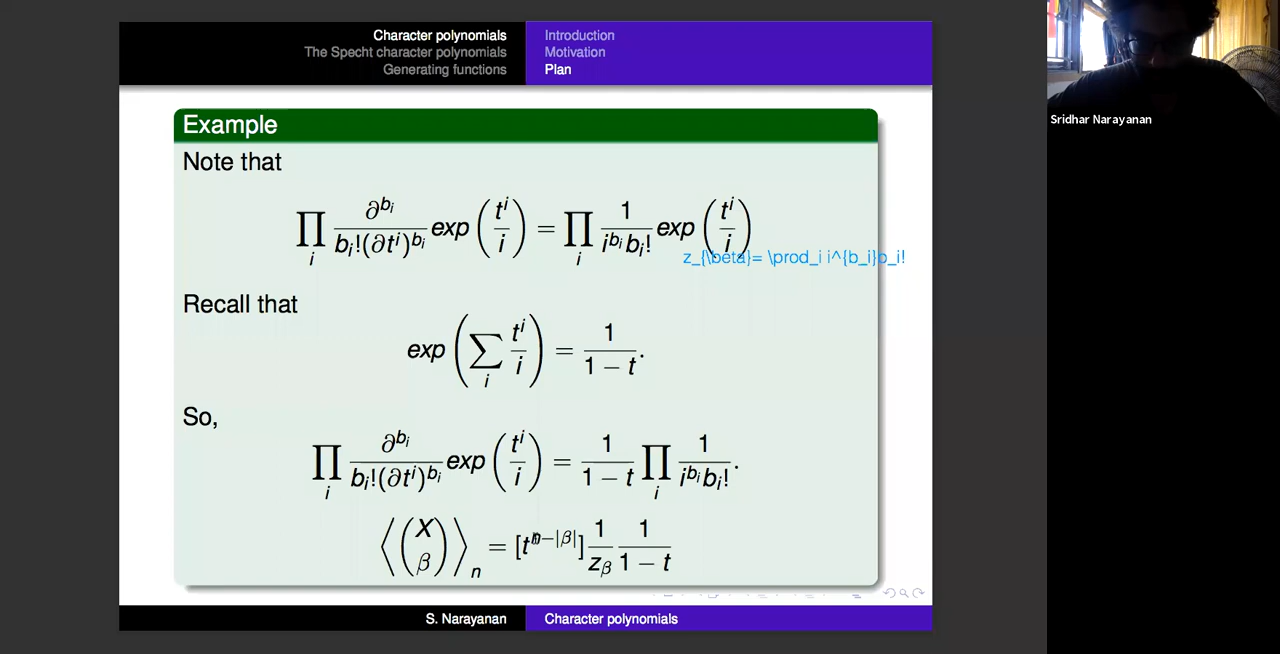 Character polynomials
The Specht character polynomials
Generating functions
Introduction
Motivation
Plan
Sridhar Narayanan
Example
Note that
∏_i ∂^{b_i} / (b_i!(∂t^i)^{b_i}) exp(t^i/i) = ∏_i 1/(i^{b_i} b_i!) exp(t^i/i)
z_{\beta}= \prod_i i^{b_i}b_i!
Recall that
exp(∑_i t^i/i) = 1/(1 − t).
So,
∏_i ∂^{b_i} / (b_i!(∂t^i)^{b_i}) exp(t^i/i) = 1/(1 − t) ∏_i 1/(i^{b_i} b_i!).
⟨(X β)⟩_n = [t^{n−|β|}] 1/z_β 1/(1 − t)
S. Narayanan
Character polynomials